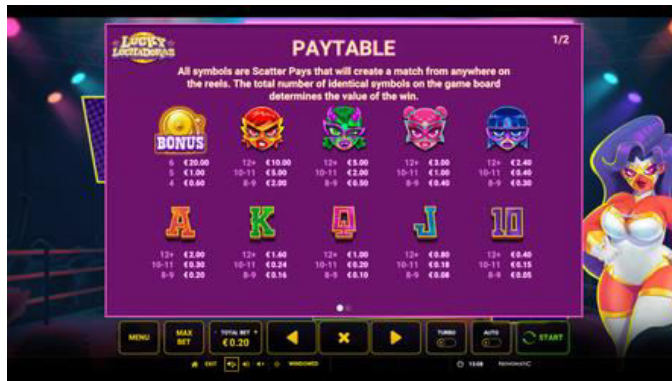 LUCKY
LUCHADORAS
PAYTABLE
1/2
All symbols are Scatter Pays that will create a match from anywhere on
the reels. The total number of identical symbols on the game board
determines the value of the win.
BONUS
6 €20.00 12+ €10.00 12+ €5.00 12+ €3.00 12+ €2.40
5 €1.00 10-11 €5.00 10-11 €2.00 10-11 €1.00 10-11 €0.40
4 €0.60 8-9 €2.00 8-9 €0.50 8-9 €0.40 8-9 €0.30
A K Q J 10
12+ €2.00 12+ €1.60 12+ €1.00 12+ €0.80 12+ €0.40
10-11 €0.30 10-11 €0.24 10-11 €0.20 10-11 €0.18 10-11 €0.15
8-9 €0.20 8-9 €0.16 8-9 €0.10 8-9 €0.08 8-9 €0.05
MENU
MAX
BET
- TOTAL BET +
€0.20
TURBO
AUTO
START
EXIT
WINDOWED
15:08
NOVOMATIC